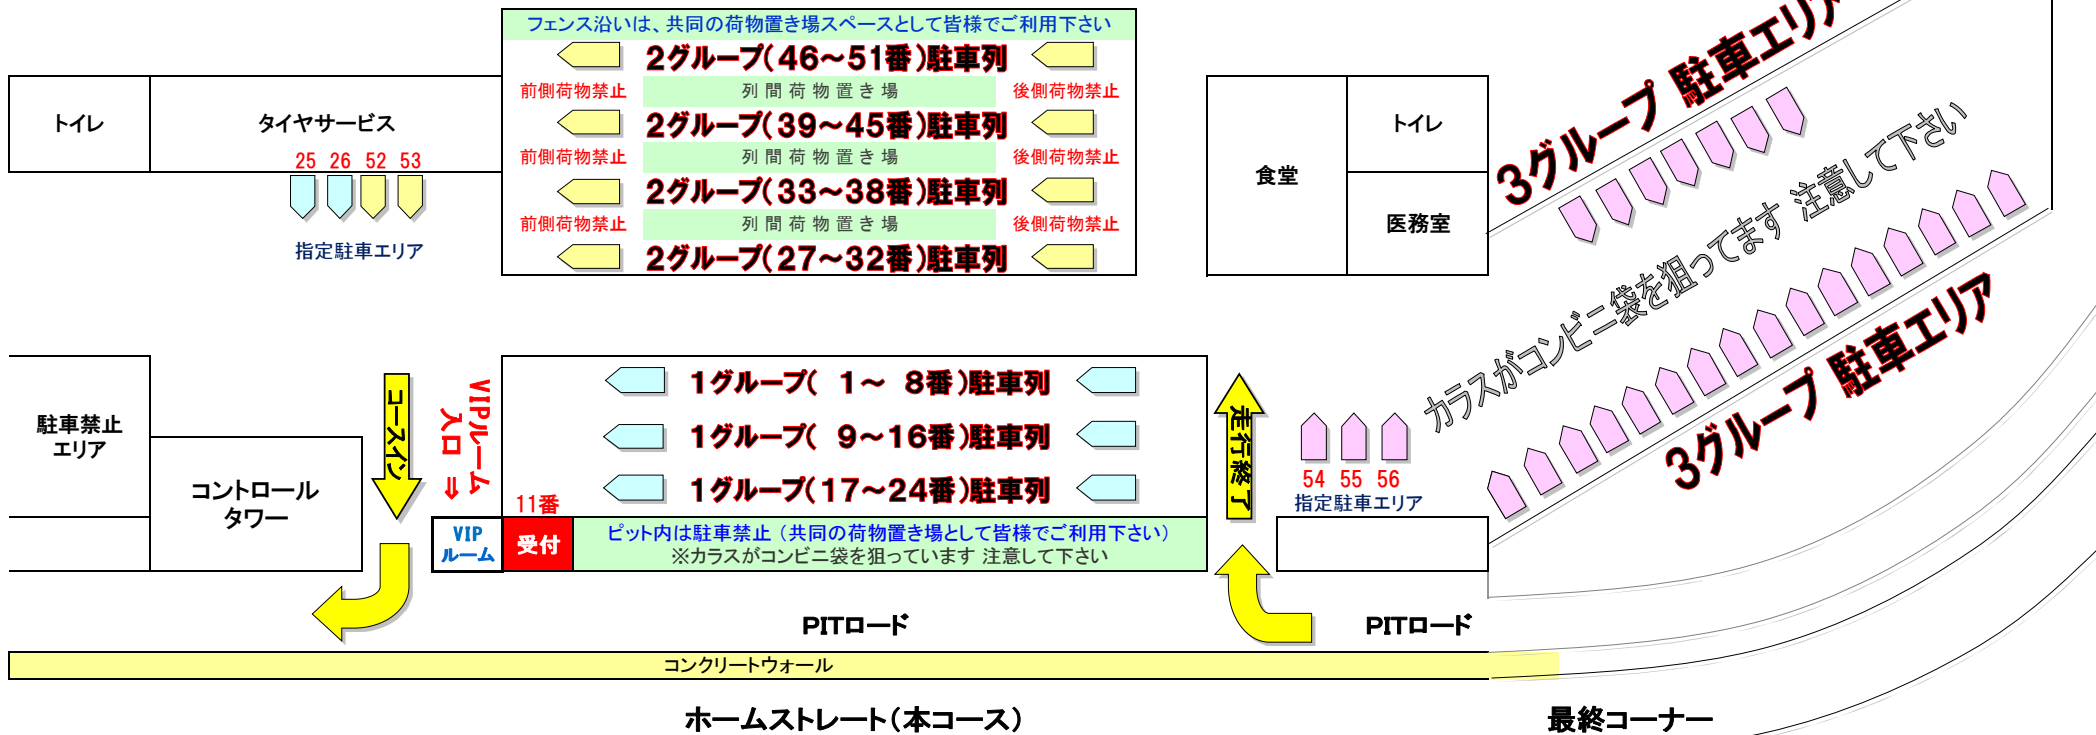 フェンス沿いは、共同の荷物置き場スペースとして皆様でご利用下さい
2グループ(46～51番)駐車列
前側荷物禁止 列間荷物置き場 後側荷物禁止
2グループ(39～45番)駐車列
前側荷物禁止 列間荷物置き場 後側荷物禁止
2グループ(33～38番)駐車列
前側荷物禁止 列間荷物置き場 後側荷物禁止
2グループ(27～32番)駐車列
トイレ
タイヤサービス
25 26 52 53
指定駐車エリア
食堂
トイレ
医務室
3グループ 駐車エリア
カラスがコンビニ袋を狙ってます 注意して下さい
3グループ 駐車エリア
駐車禁止
エリア
コントロール
タワー
コースイン
VIPルーム
入口 ⇒
1グループ( 1～ 8番)駐車列
1グループ( 9～16番)駐車列
1グループ(17～24番)駐車列
11番
VIP
ルーム
受付
ピット内は駐車禁止 (共同の荷物置き場として皆様でご利用下さい)
※カラスがコンビニ袋を狙っています 注意して下さい
走行終了
54 55 56
指定駐車エリア
PITロード
PITロード
コンクリートウォール
ホームストレート(本コース)
最終コーナー